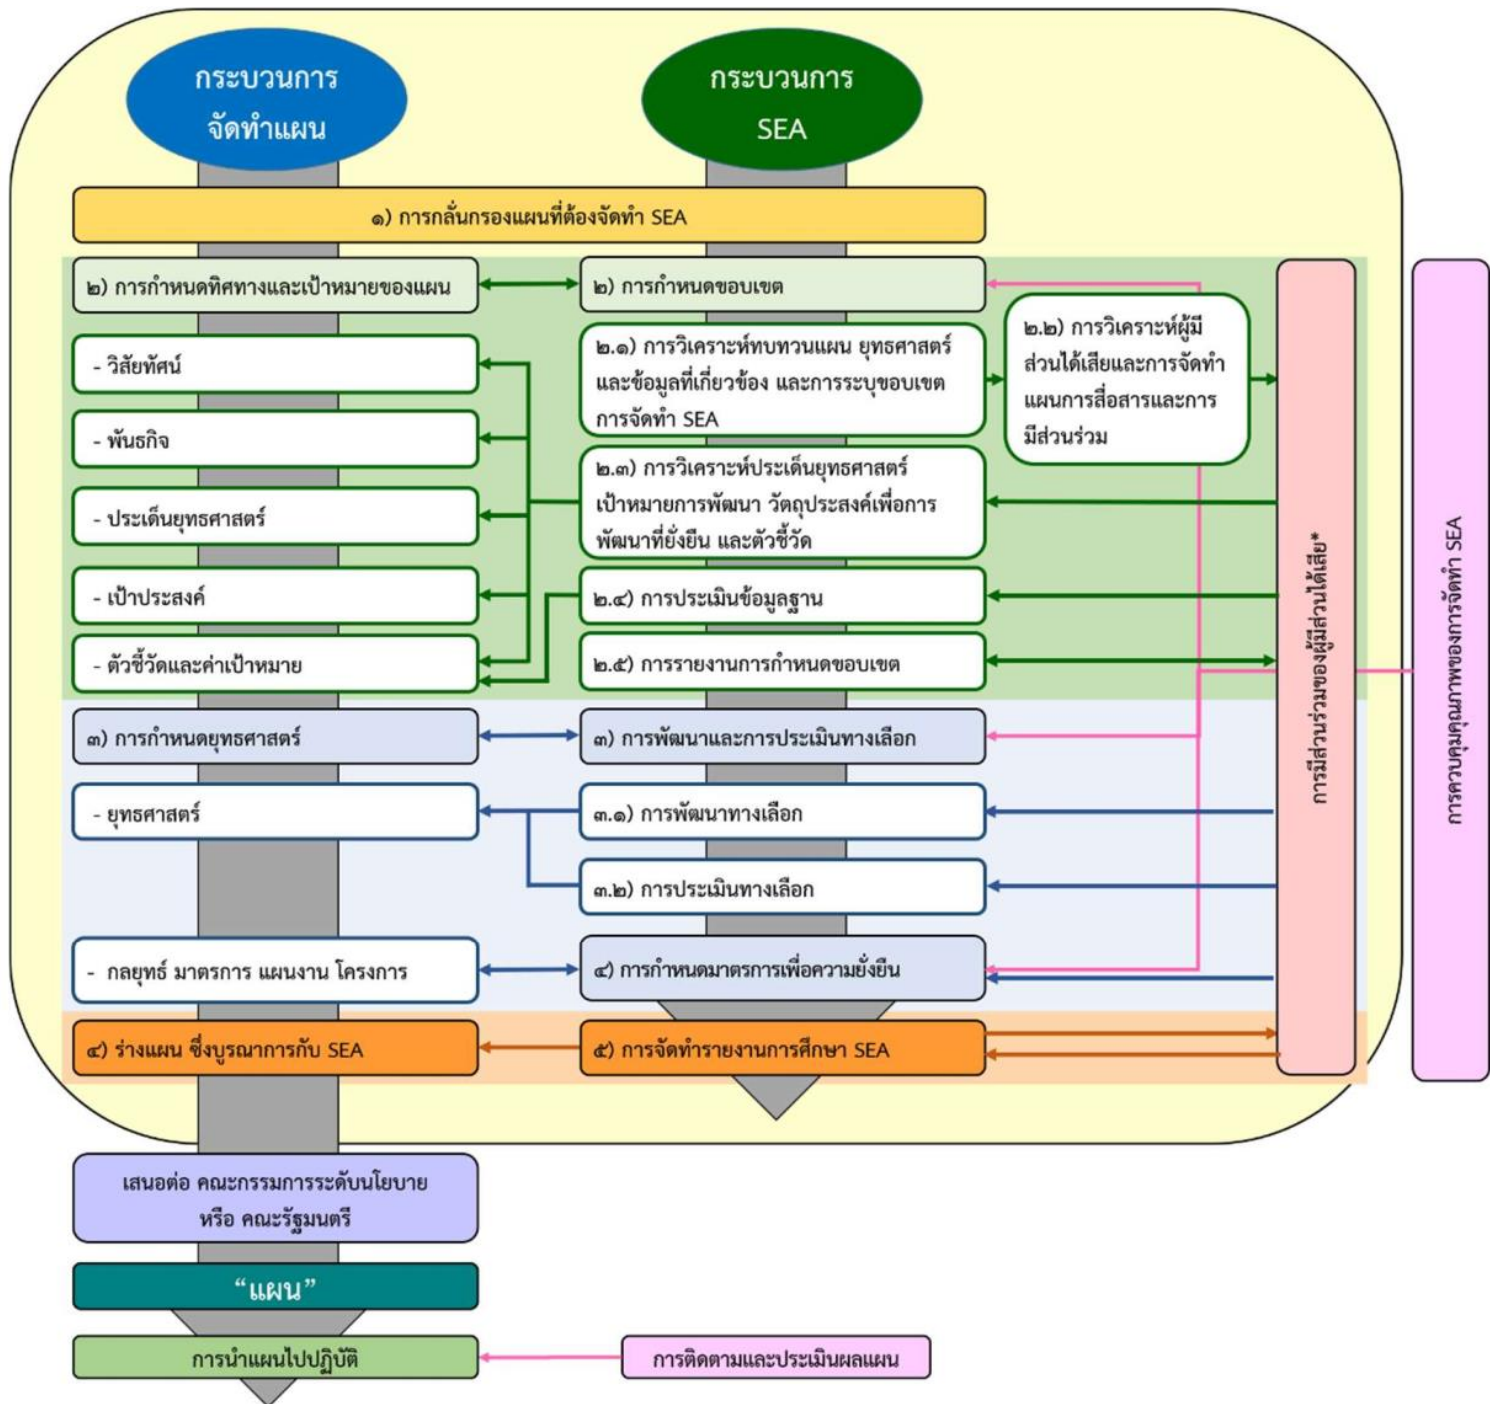 กระบวนการ
จัดทำแผน
กระบวนการ
SEA
๑) การกลั่นกรองแผนที่ต้องจัดทำ SEA
๒) การกำหนดทิศทางและเป้าหมายของแผน
๒) การกำหนดขอบเขต
- วิสัยทัศน์
๒.๑) การวิเคราะห์ทบทวนแผน ยุทธศาสตร์
และข้อมูลที่เกี่ยวข้อง และการระบุขอบเขต
การจัดทำ SEA
๒.๒) การวิเคราะห์ผู้มี
ส่วนได้เสียและการจัดทำ
แผนการสื่อสารและการ
มีส่วนร่วม
- พันธกิจ
๒.๓) การวิเคราะห์ประเด็นยุทธศาสตร์
เป้าหมายการพัฒนา วัตถุประสงค์เพื่อการ
พัฒนาที่ยั่งยืน และตัวชี้วัด
- ประเด็นยุทธศาสตร์
- เป้าประสงค์
๒.๔) การประเมินข้อมูลฐาน
- ตัวชี้วัดและค่าเป้าหมาย
๒.๕) การรายงานการกำหนดขอบเขต
การมีส่วนร่วมของผู้มีส่วนได้เสีย*
การควบคุมคุณภาพของการจัดทำ SEA
๓) การกำหนดยุทธศาสตร์
๓) การพัฒนาและการประเมินทางเลือก
- ยุทธศาสตร์
๓.๑) การพัฒนาทางเลือก
๓.๒) การประเมินทางเลือก
- กลยุทธ์ มาตรการ แผนงาน โครงการ
๔) การกำหนดมาตรการเพื่อความยั่งยืน
๔) ร่างแผน ซึ่งบูรณาการกับ SEA
๕) การจัดทำรายงานการศึกษา SEA
เสนอต่อ คณะกรรมการระดับนโยบาย
หรือ คณะรัฐมนตรี
“แผน”
การนำแผนไปปฏิบัติ
การติดตามและประเมินผลแผน